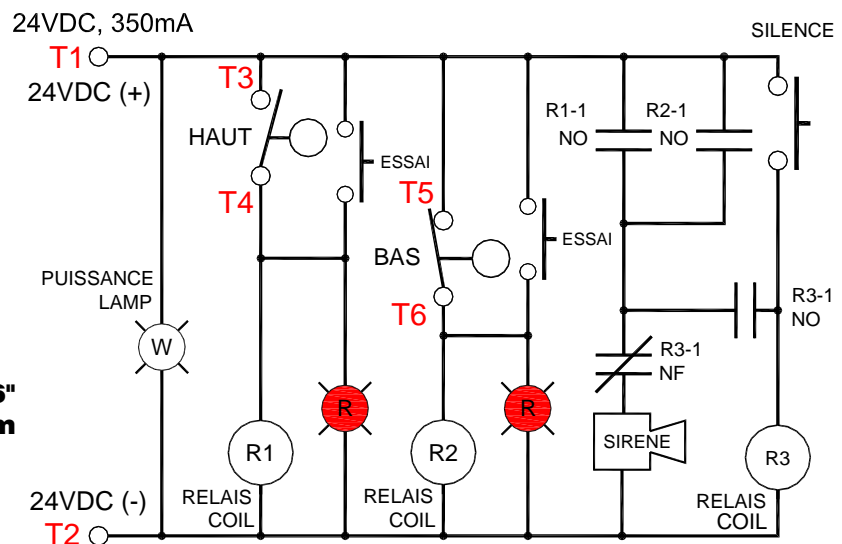 24VDC, 350mA
T1
24VDC (+)
SILENCE
T3
HAUT
T4
ESSAI
R1-1
NO
R2-1
NO
T5
BAS
T6
ESSAI
PUISSANCE
LAMP
W
R3-1
NO
R3-1
NF
6"
m
R
R
R1
R2
SIRENE
R3
RELAIS
COIL
RELAIS
COIL
RELAIS
COIL
24VDC (-)
T2